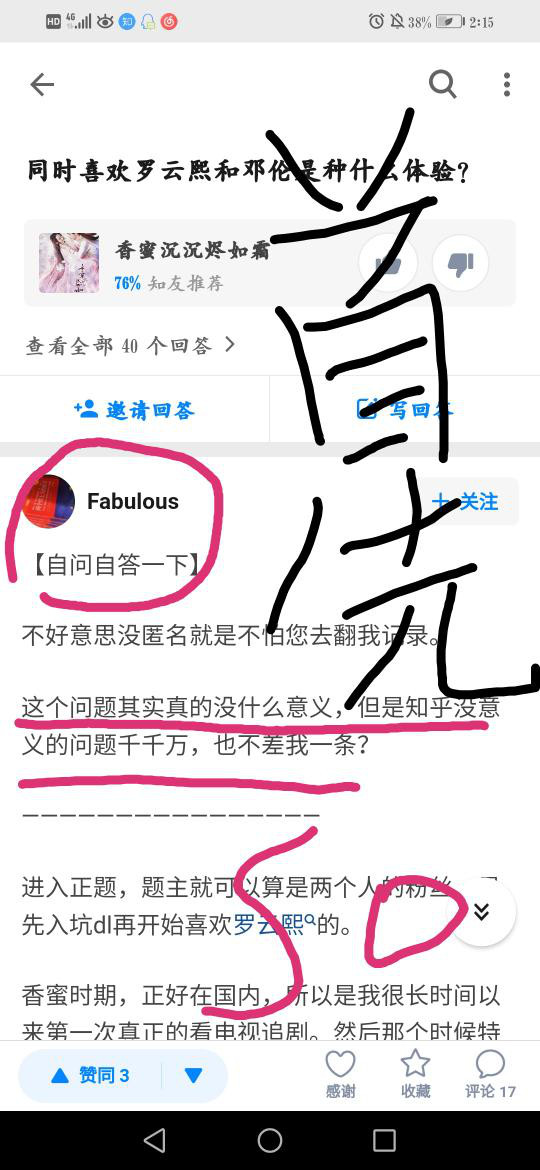 HD 4G 知 38% 2:15
同时喜欢罗云熙和邓伦是种什么体验？
香蜜沉沉烬如霜
76% 知友推荐
查看全部 40 个回答
邀请回答 写回答
首先
Fabulous
关注
【自问自答一下】
不好意思没匿名就是不怕您去翻我记录。
这个问题其实真的没什么意义，但是知乎没意
义的问题千千万，也不差我一条？
————————————————
进入正题，题主就可以算是两个人的粉丝
先入坑dl再开始喜欢罗云熙的。
SO
香蜜时期，正好在国内，所以是我很长时间以
来第一次真正的看电视追剧。然后那个时候特
赞同 3
感谢 收藏 评论 17